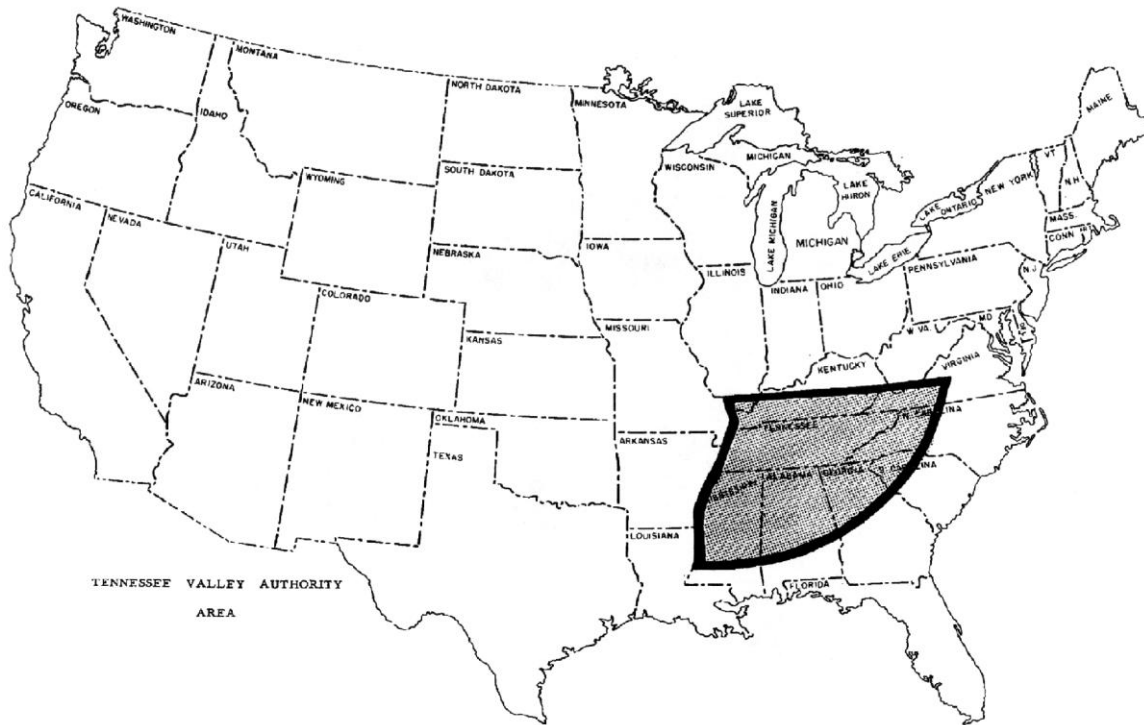 WASHINGTON
MONTANA
NORTH DAKOTA
MINNESOTA
LAKE
SUPERIOR
MAINE
OREGON
IDAHO
WISCONSIN
MICHIGAN
VT.
N.H.
NEW YORK
WYOMING
SOUTH DAKOTA
LAKE
HURON
LAKE
ONTARIO
MASS.
CONN
R.I.
CALIFORNIA
NEVADA
UTAH
NEBRASKA
IOWA
LAKE MICHIGAN
MICHIGAN
LAKE ERIE
PENNSYLVANIA
N.J.
ILLINOIS
INDIANA
OHIO
COLORADO
KANSAS
MISSOURI
W. VA.
MD.
DEL.
KENTUCKY
VIRGINIA
ARIZONA
NEW MEXICO
OKLAHOMA
TEXAS
ARKANSAS
TENNESSEE
N. CAROLINA
MISSISSIPPI
ALABAMA
GEORGIA
S. CAROLINA
LOUISIANA
FLORIDA
TENNESSEE VALLEY AUTHORITY
AREA